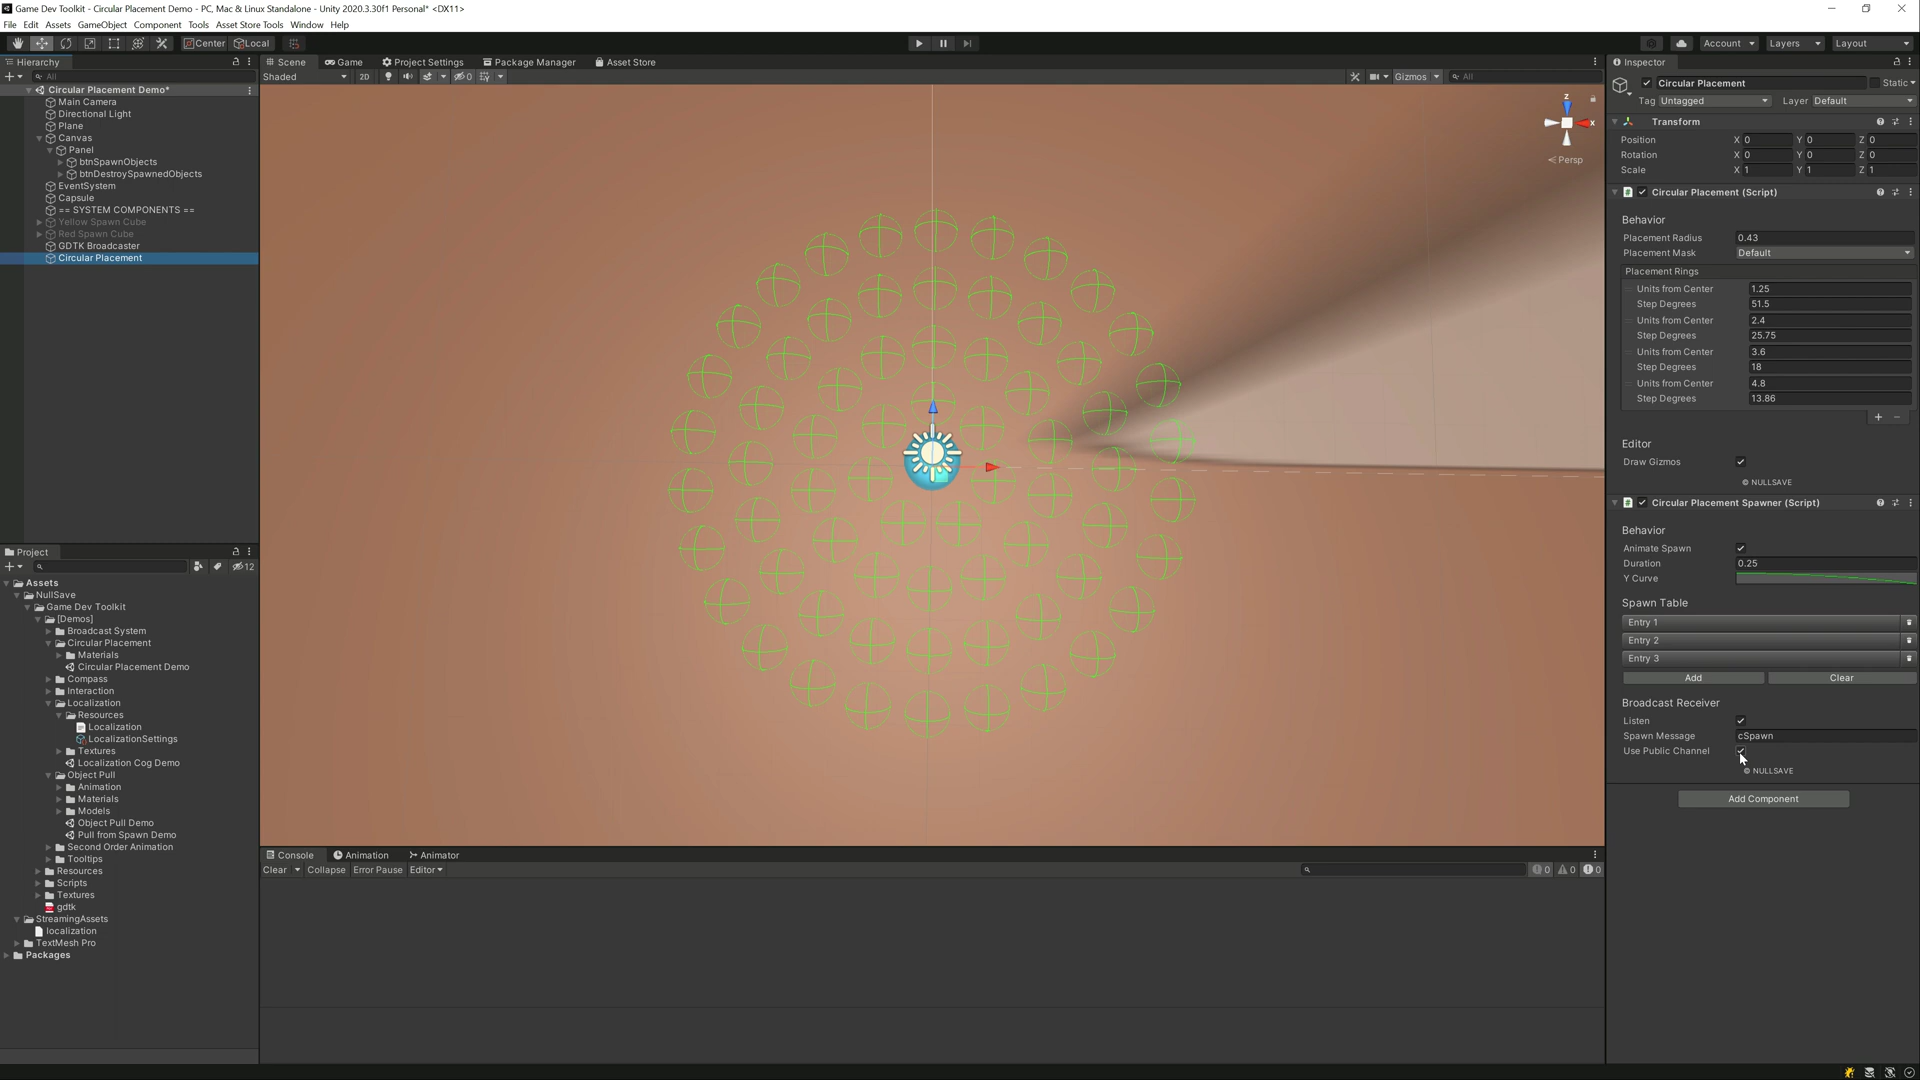 Game Dev Toolkit - Circular Placement Demo - PC, Mac & Linux Standalone - Unity 2020.3.30f1 Personal* <DX11>
File Edit Assets GameObject Component Tools Asset Store Tools Window Help
Center Local Account Layers Layout
Hierarchy
All
Circular Placement Demo*
Main Camera
Directional Light
Plane
Canvas
Panel
btnSpawnObjects
btnDestroySpawnedObjects
EventSystem
Capsule
== SYSTEM COMPONENTS ==
Yellow Spawn Cube
Red Spawn Cube
GDTK Broadcaster
Circular Placement
Project
12
Assets
NullSave
Game Dev Toolkit
[Demos]
Broadcast System
Circular Placement
Materials
Circular Placement Demo
Compass
Interaction
Localization
Resources
Localization
LocalizationSettings
Textures
Localization Cog Demo
Object Pull
Animation
Materials
Models
Object Pull Demo
Pull from Spawn Demo
Second Order Animation
Tooltips
Resources
Scripts
Textures
gdtk
StreamingAssets
localization
TextMesh Pro
Packages
Scene Game Project Settings Package Manager Asset Store
Shaded 2D 0 Gizmos All
z
x
Persp
Console Animation Animator
Clear Collapse Error Pause Editor 0 0 0
Inspector
Circular Placement Static
Tag Untagged Layer Default
Transform
Position X 0 Y 0 Z 0
Rotation X 0 Y 0 Z 0
Scale X 1 Y 1 Z 1
Circular Placement (Script)
Behavior
Placement Radius 0.43
Placement Mask Default
Placement Rings
Units from Center 1.25
Step Degrees 51.5
Units from Center 2.4
Step Degrees 25.75
Units from Center 3.6
Step Degrees 18
Units from Center 4.8
Step Degrees 13.86
Editor
Draw Gizmos
© NULLSAVE
Circular Placement Spawner (Script)
Behavior
Animate Spawn
Duration 0.25
Y Curve
Spawn Table
Entry 1
Entry 2
Entry 3
Add Clear
Broadcast Receiver
Listen
Spawn Message cSpawn
Use Public Channel
© NULLSAVE
Add Component